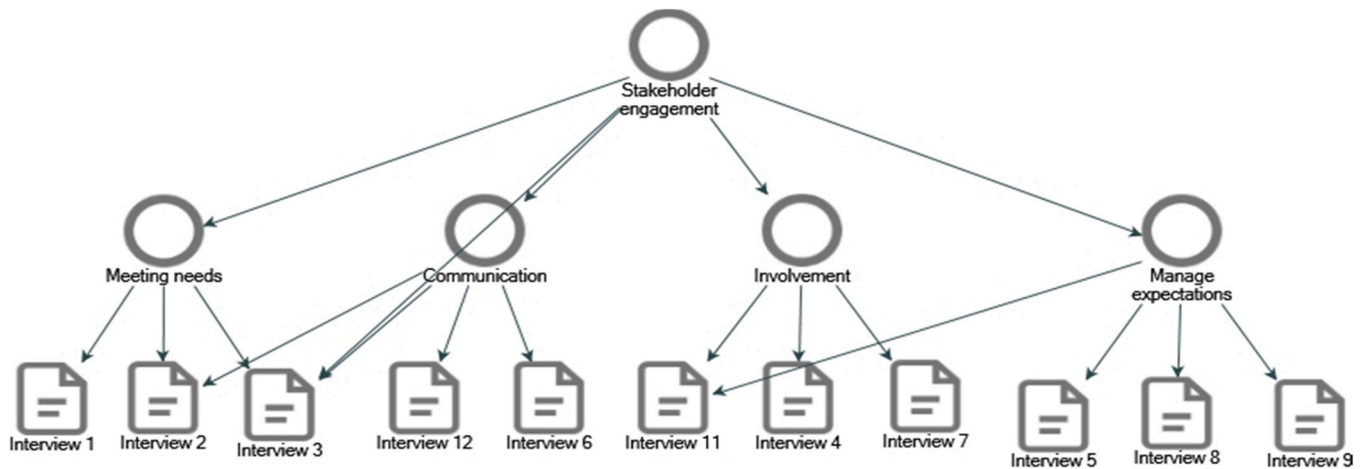 Stakeholder
engagement
Meeting needs
Communication
Involvement
Manage
expectations
Interview 1
Interview 2
Interview 3
Interview 12
Interview 6
Interview 11
Interview 4
Interview 7
Interview 5
Interview 8
Interview 9